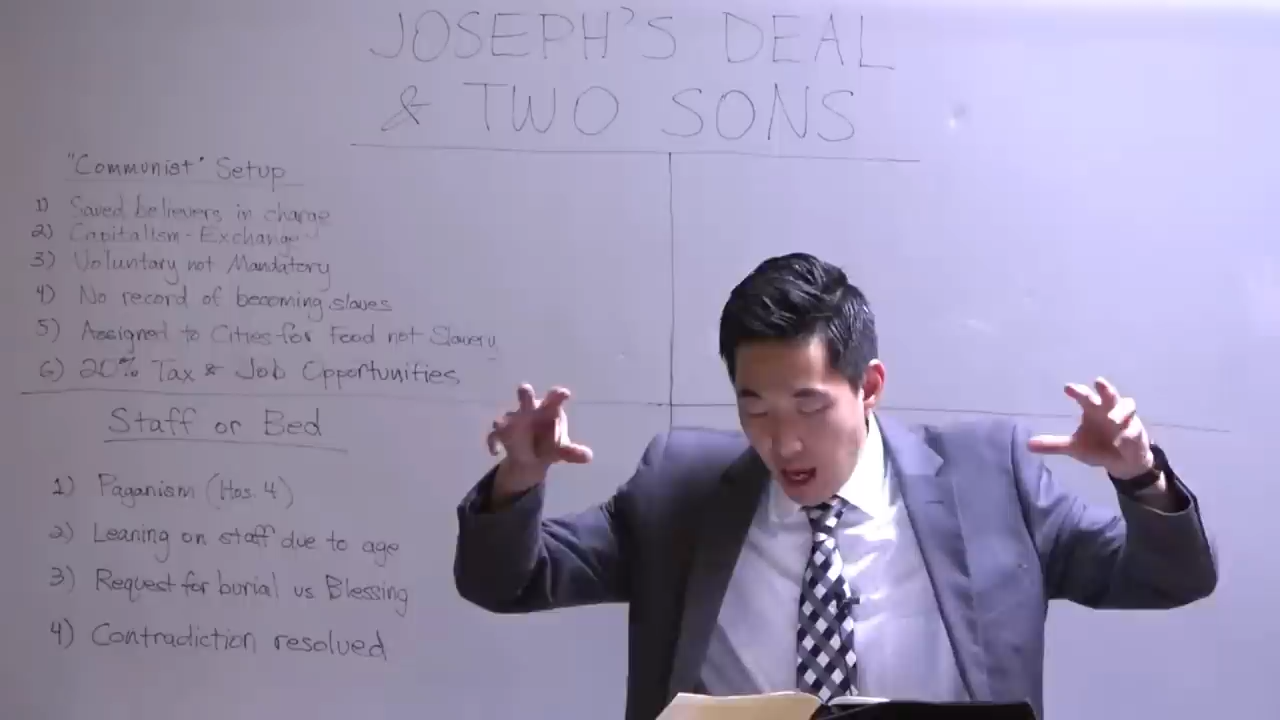 JOSEPH'S DEAL
& TWO SONS
"Communist" Setup
1) Saved believers in charge
2) Capitalism - Exchange
3) Voluntary not Mandatory
4) No record of becoming slaves
5) Assigned to Cities for Food not Slavery
6) 20% Tax & Job Opportunities
Staff or Bed
1) Paganism (Hos. 4)
2) Leaning on staff due to age
3) Request for burial vs Blessing
4) Contradiction resolved